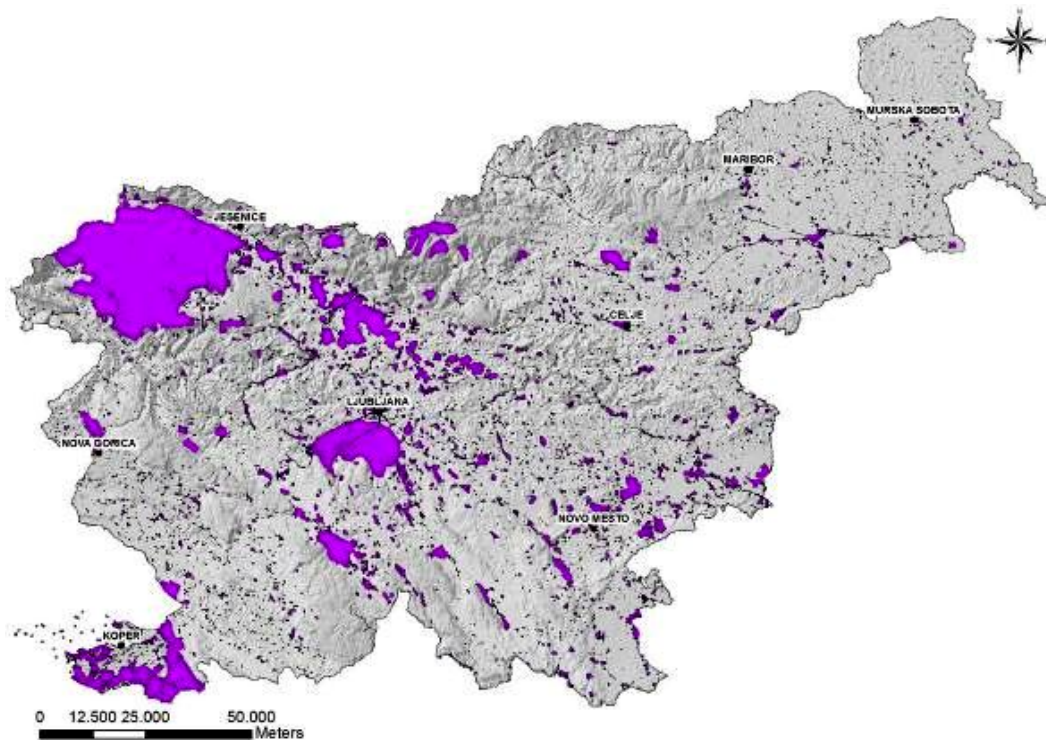 MURSKA SOBOTA
MARIBOR
JESENICE
CELJE
LJUBLJANA
NOVA GORICA
NOVO MESTO
KOPER
0 12.500 25.000 50.000
Meters